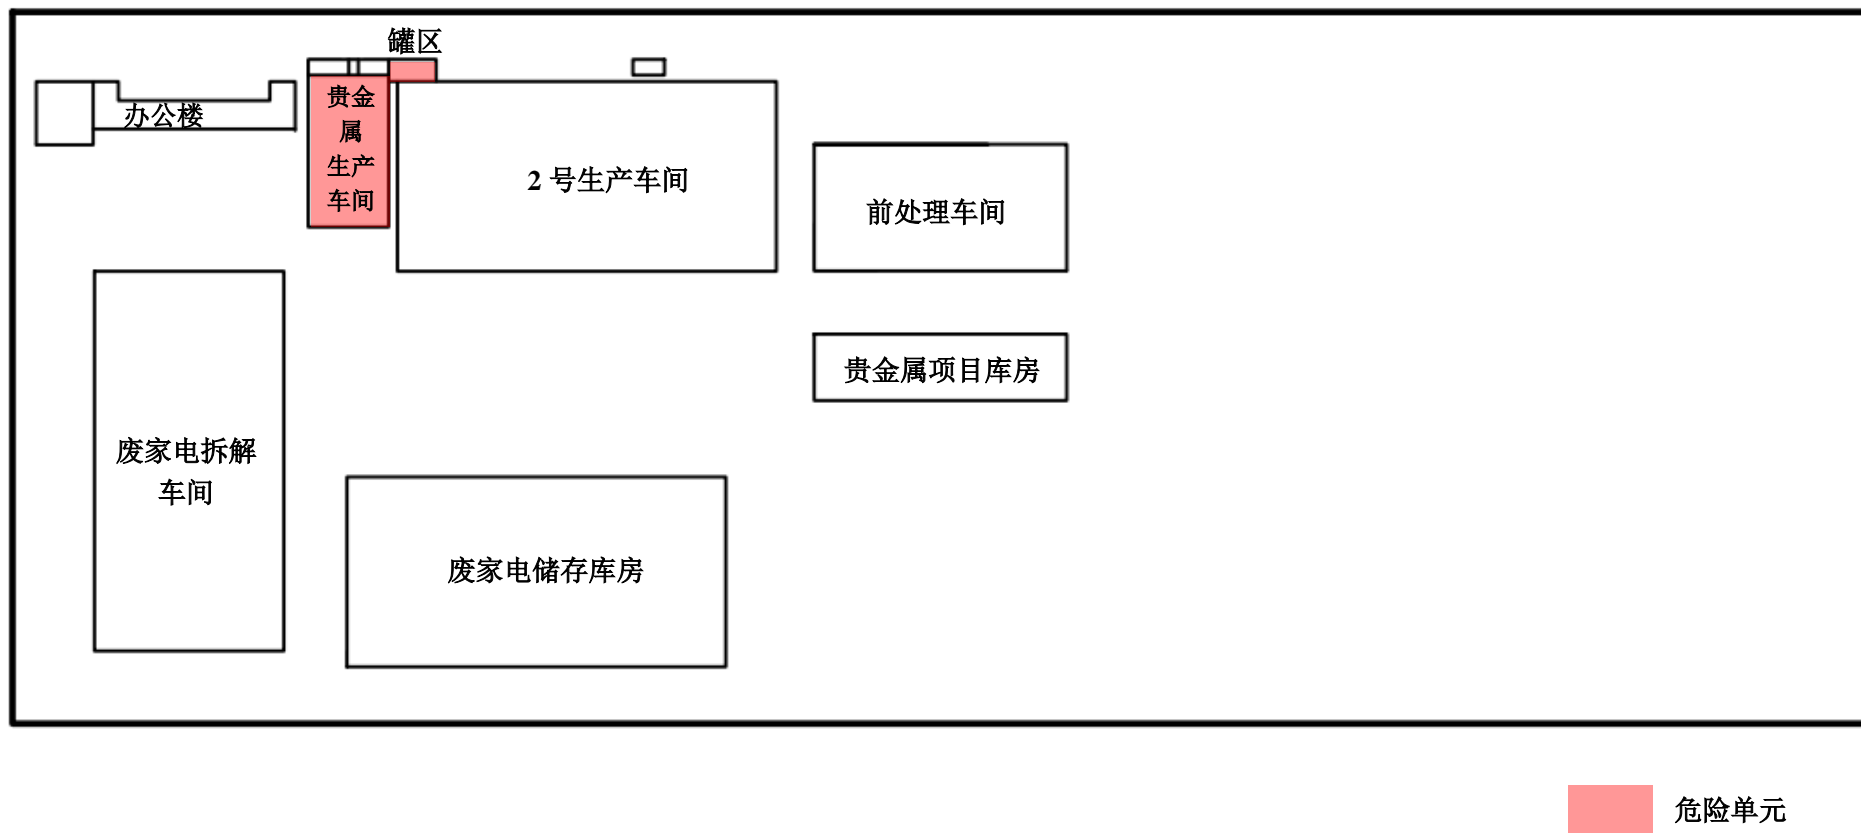 罐区
办公楼
贵金
属
生产
车间
2 号生产车间
前处理车间
贵金属项目库房
废家电拆解
车间
废家电储存库房
危险单元